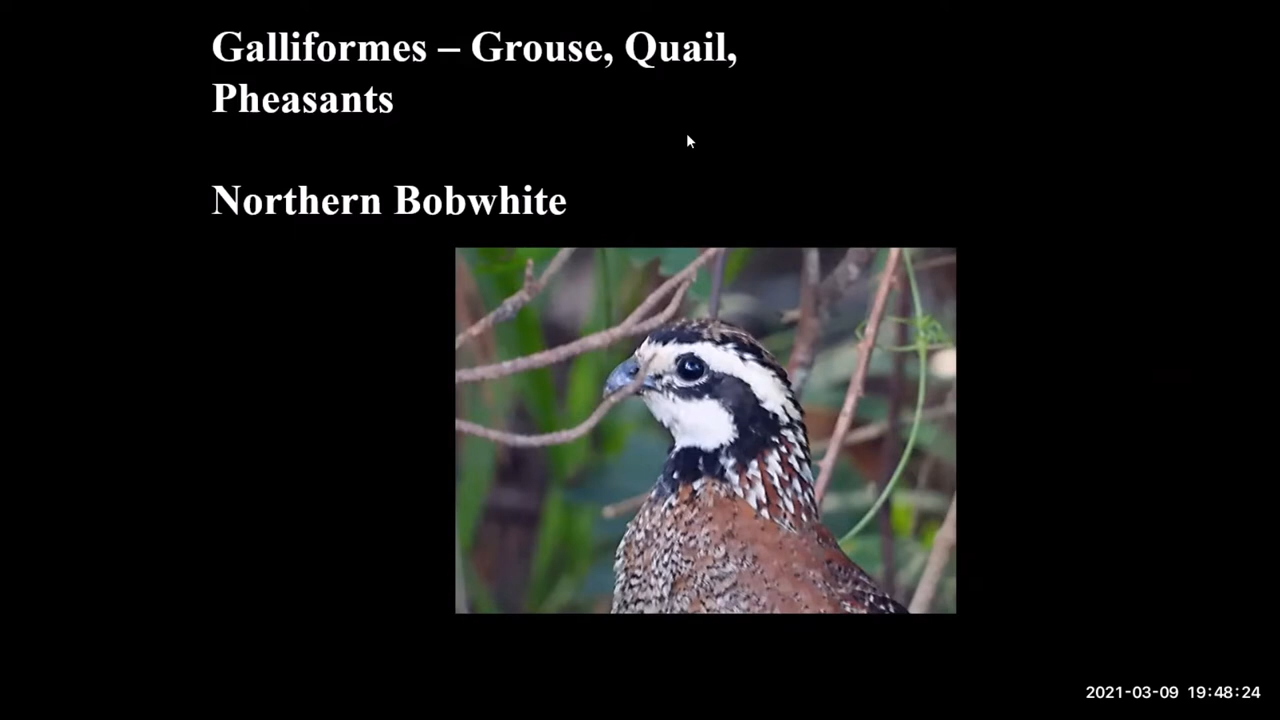 Galliformes – Grouse, Quail,
Pheasants
Northern Bobwhite
2021-03-09 19:48:24